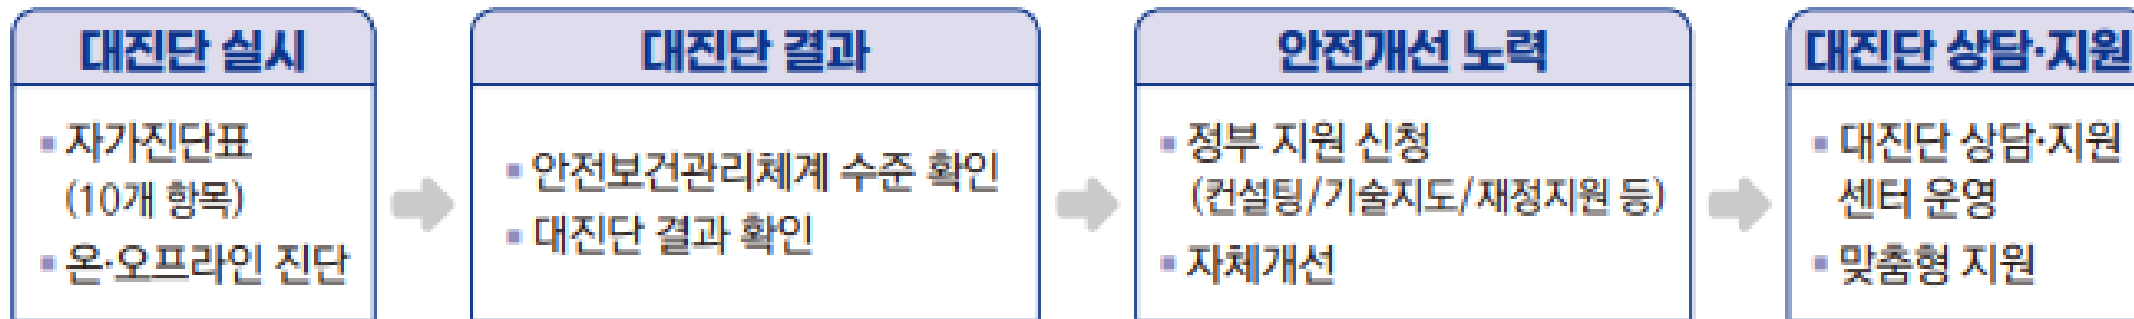 대진단 실시
▪ 자가진단표
(10개 항목)
▪ 온·오프라인 진단
대진단 결과
▪ 안전보건관리체계 수준 확인
▪ 대진단 결과 확인
안전개선 노력
▪ 정부 지원 신청
(컨설팅/기술지도/재정지원 등)
▪ 자체개선
대진단 상담·지원
▪ 대진단 상담·지원
센터 운영
▪ 맞춤형 지원